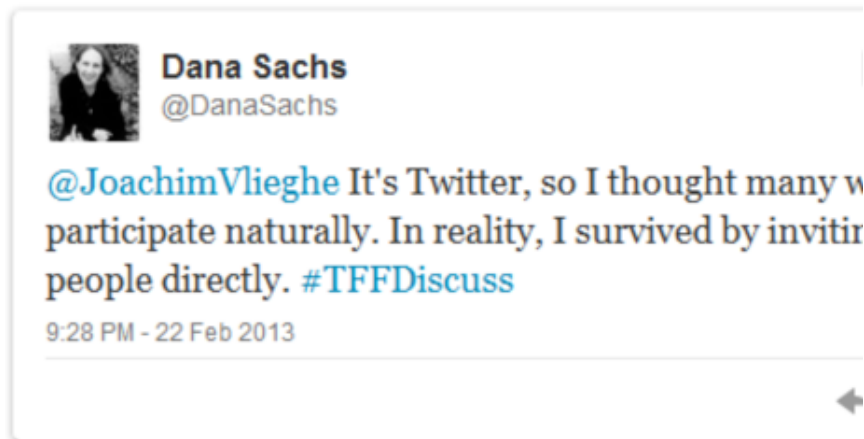 Dana Sachs
@DanaSachs
@JoachimVlieghe It's Twitter, so I thought many
participate naturally. In reality, I survived by
people directly. #TFFDiscuss
9:28 PM - 22 Feb 2013